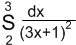 3
S dx
2 (3x+1)²